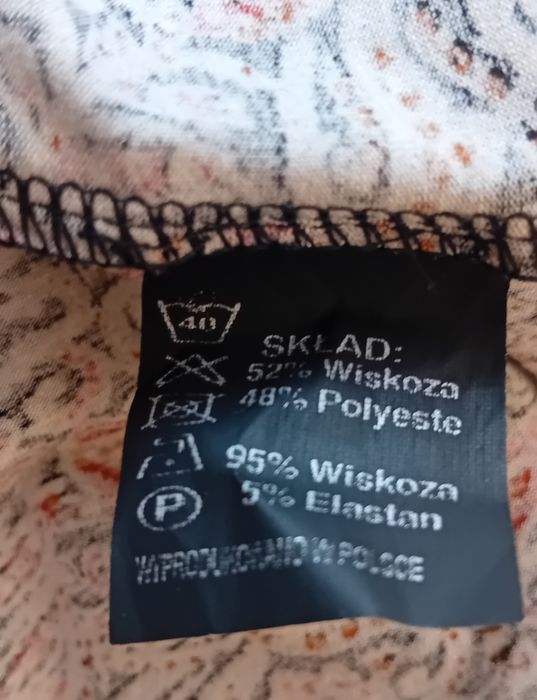 40
SKŁAD:
52% Wiskoza
48% Polyeste
95% Wiskoza
5% Elastan
P
WYPRODUKOWANO W POLSCE